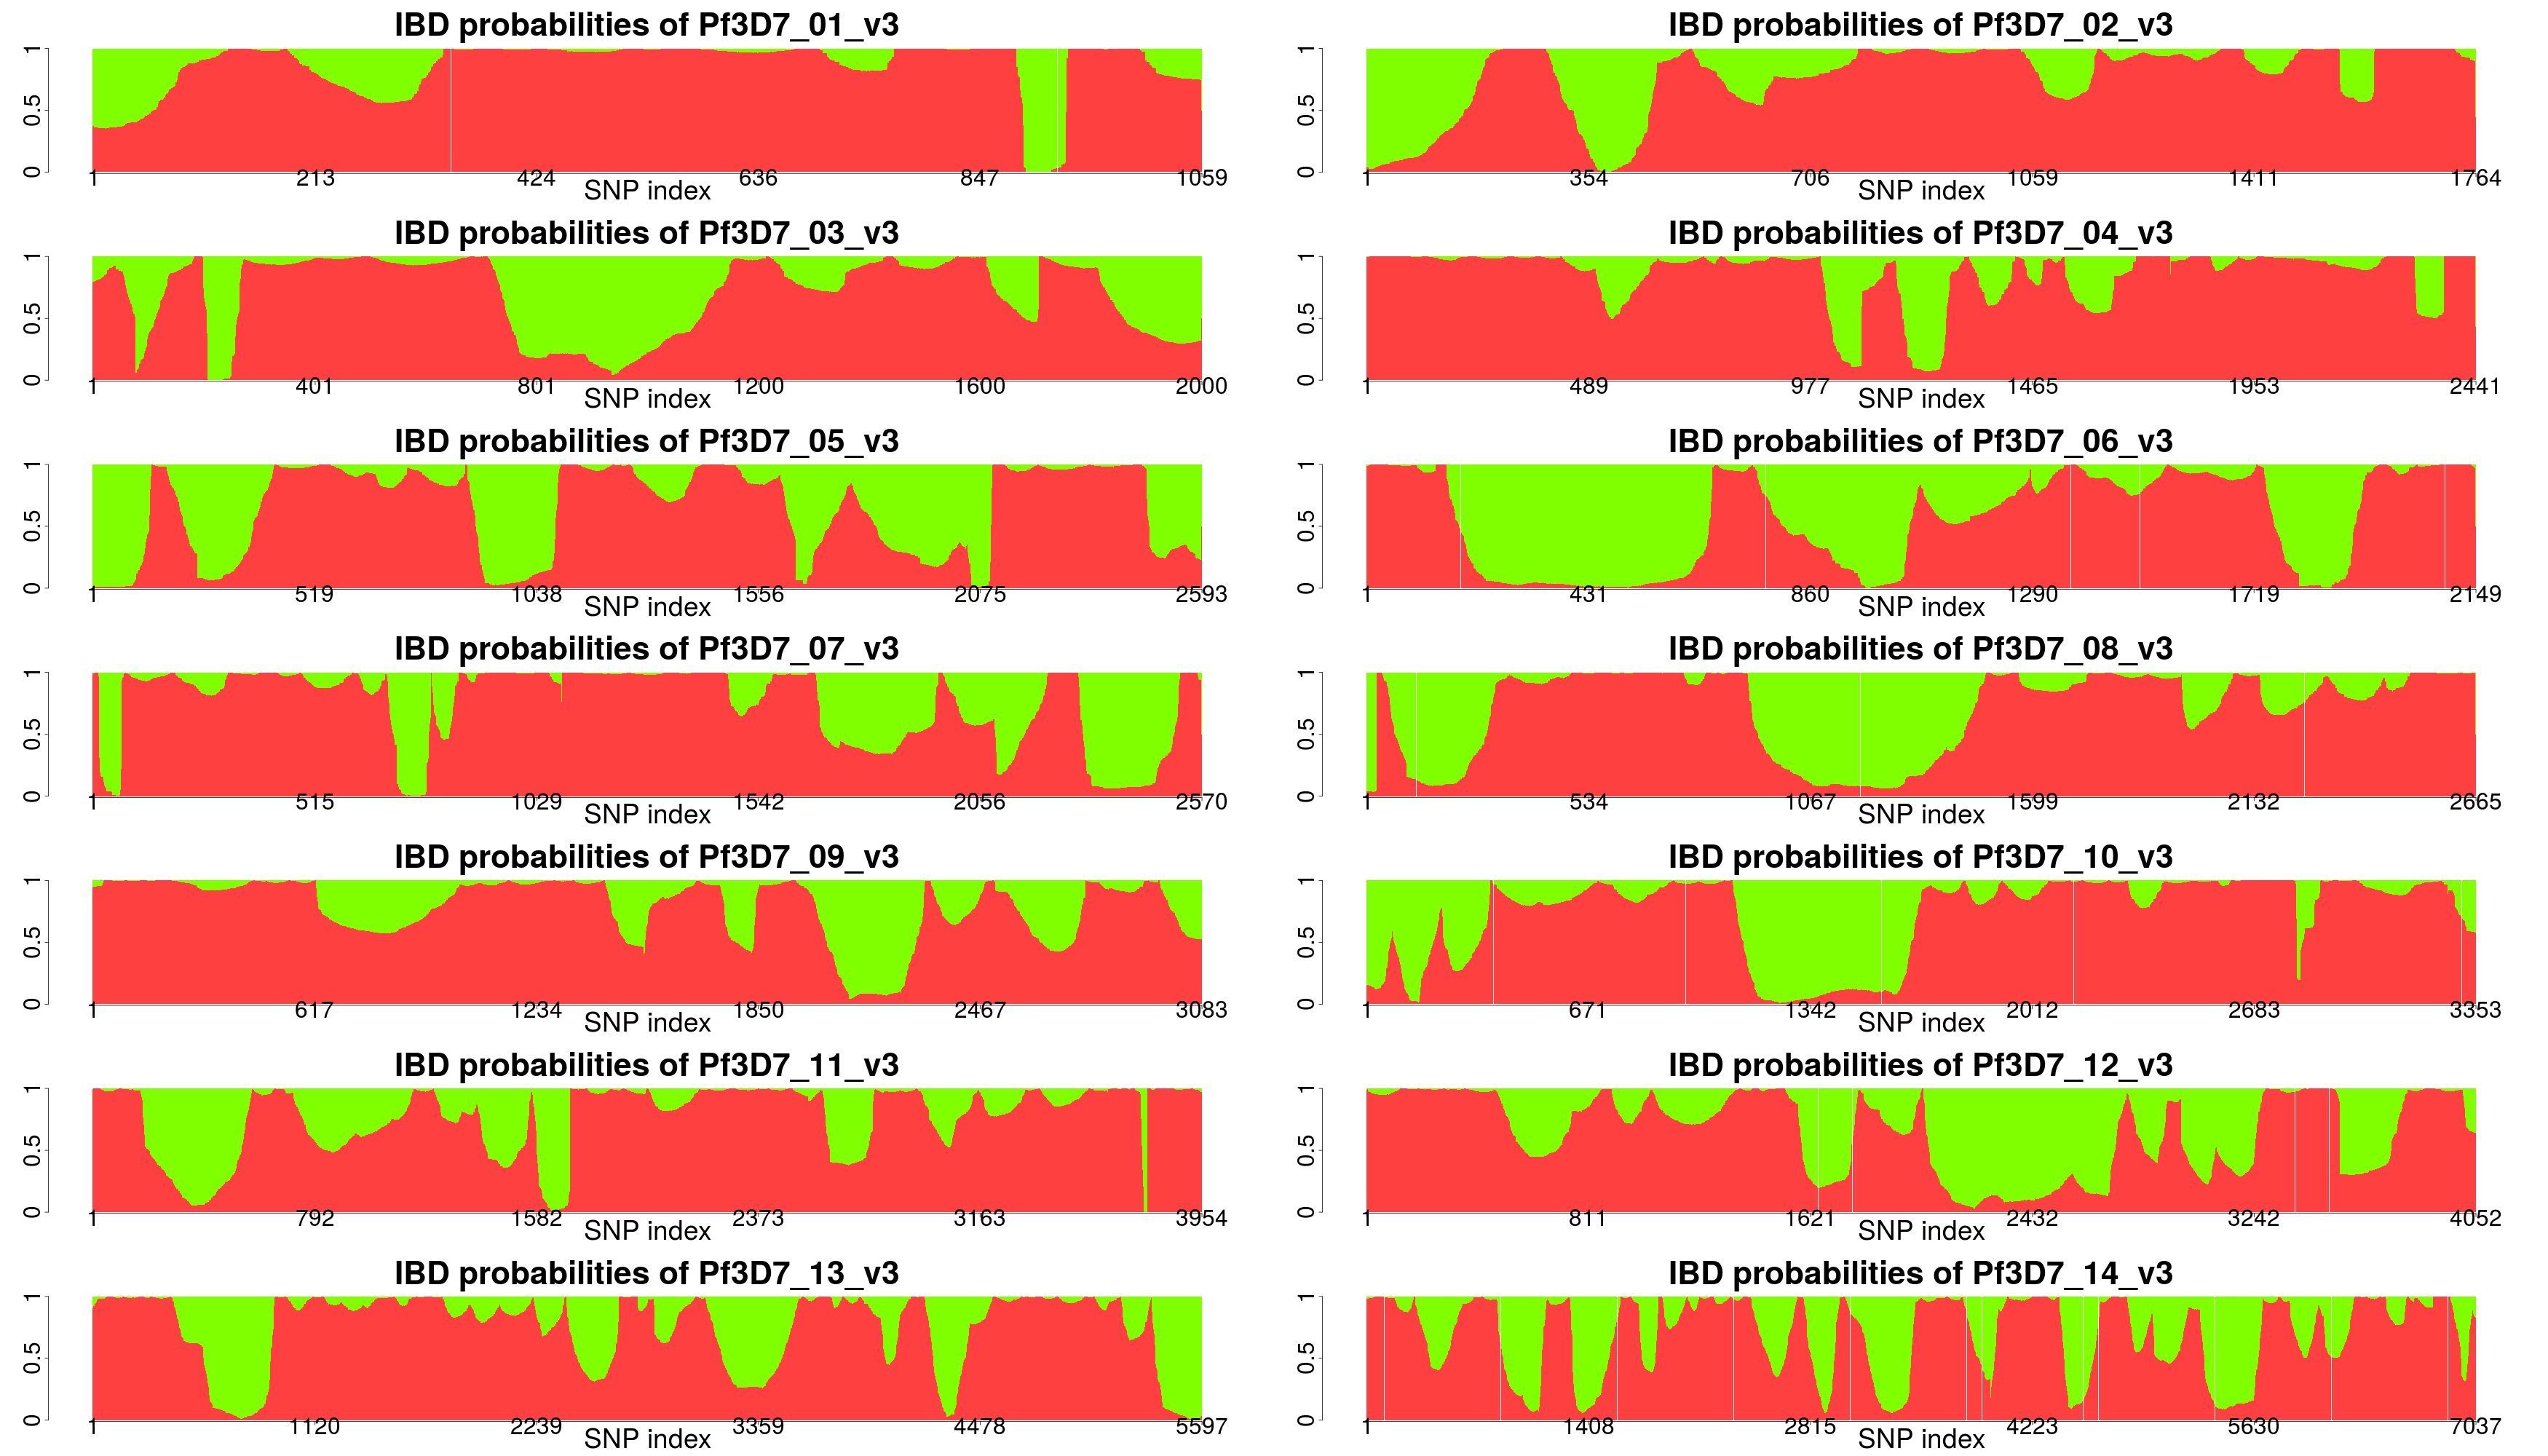 IBD probabilities of Pf3D7_01_v3
0 0.5 1
1 213 424 636 847 1059
SNP index
IBD probabilities of Pf3D7_02_v3
0 0.5 1
1 354 706 1059 1411 1764
SNP index
IBD probabilities of Pf3D7_03_v3
0 0.5 1
1 401 801 1200 1600 2000
SNP index
IBD probabilities of Pf3D7_04_v3
0 0.5 1
1 489 977 1465 1953 2441
SNP index
IBD probabilities of Pf3D7_05_v3
0 0.5 1
1 519 1038 1556 2075 2593
SNP index
IBD probabilities of Pf3D7_06_v3
0 0.5 1
1 431 860 1290 1719 2149
SNP index
IBD probabilities of Pf3D7_07_v3
0 0.5 1
1 515 1029 1542 2056 2570
SNP index
IBD probabilities of Pf3D7_08_v3
0 0.5 1
1 534 1067 1599 2132 2665
SNP index
IBD probabilities of Pf3D7_09_v3
0 0.5 1
1 617 1234 1850 2467 3083
SNP index
IBD probabilities of Pf3D7_10_v3
0 0.5 1
1 671 1342 2012 2683 3353
SNP index
IBD probabilities of Pf3D7_11_v3
0 0.5 1
1 792 1582 2373 3163 3954
SNP index
IBD probabilities of Pf3D7_12_v3
0 0.5 1
1 811 1621 2432 3242 4052
SNP index
IBD probabilities of Pf3D7_13_v3
0 0.5 1
1 1120 2239 3359 4478 5597
SNP index
IBD probabilities of Pf3D7_14_v3
0 0.5 1
1 1408 2815 4223 5630 7037
SNP index